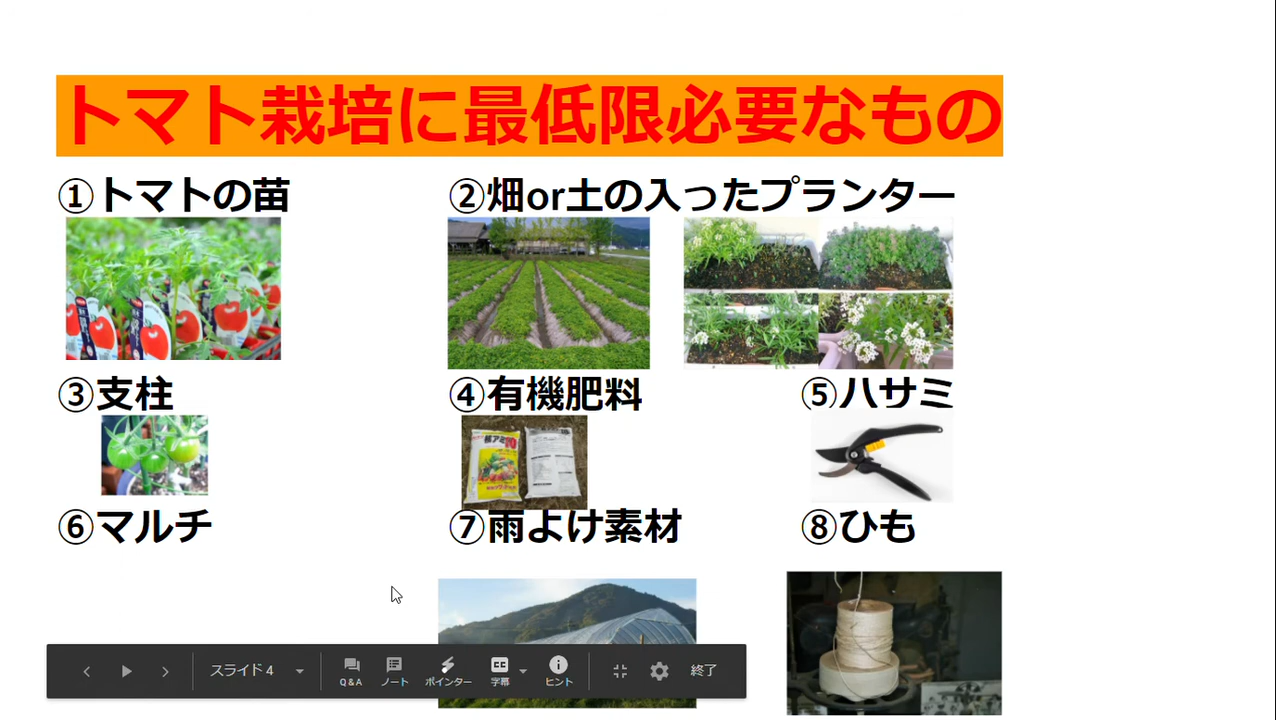 トマト栽培に最低限必要なもの
①トマトの苗
②畑or土の入ったプランター
③支柱
④有機肥料
⑤ハサミ
⑥マルチ
⑦雨よけ素材
⑧ひも
スライド 4
Q&A
ノート
ポインター
字幕
ヒント
終了